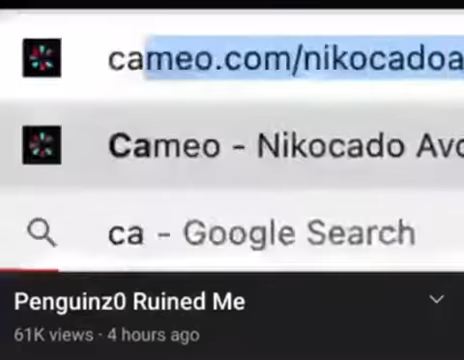 cameo.com/nikocadoa
Cameo - Nikocado Avo
ca - Google Search
Penguinz0 Ruined Me
61K views · 4 hours ago